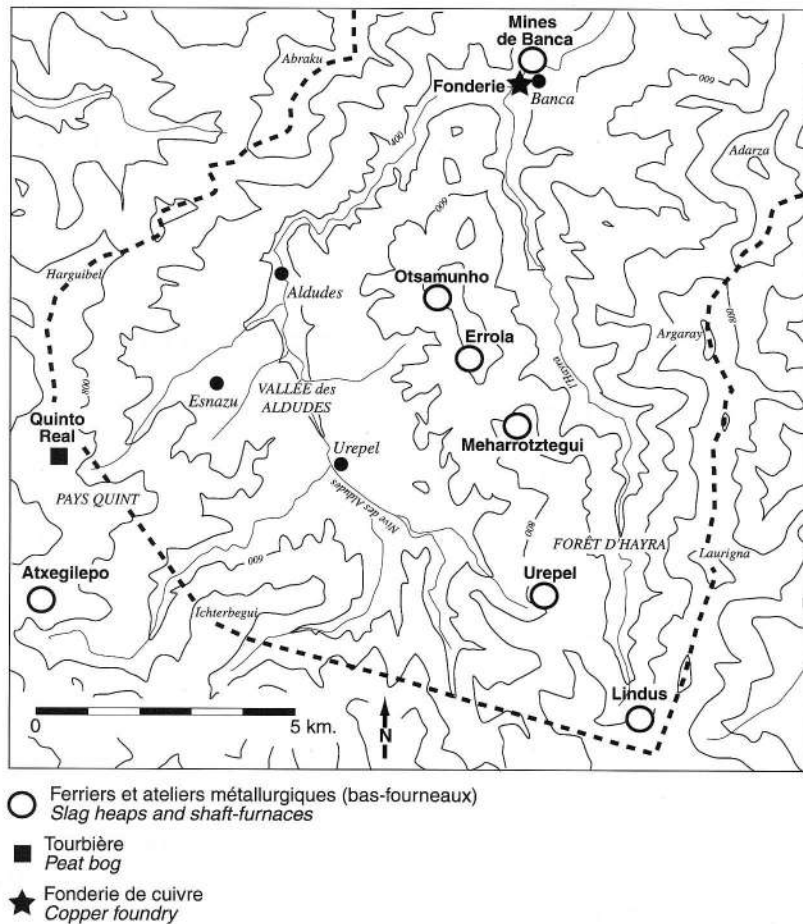 Mines
de Banca
Abraku
Fonderie
Banca
600
400
Adarza
600
Harguibel
Aldudes
Otsamunho
Errola
Argaray
800
l'Hayra
800
Esnazu
VALLÉE des
ALDUDES
Quinto
Real
Meharrotztegui
Urepel
PAYS QUINT
Nive des Aldudes
800
FORÊT D'HAYRA
Laurigna
600
Atxegilepo
Urepel
Ichterbegui
Lindus
0
5 km.
N
Ferriers et ateliers métallurgiques (bas-fourneaux)
Slag heaps and shaft-furnaces
Tourbière
Peat bog
Fonderie de cuivre
Copper foundry